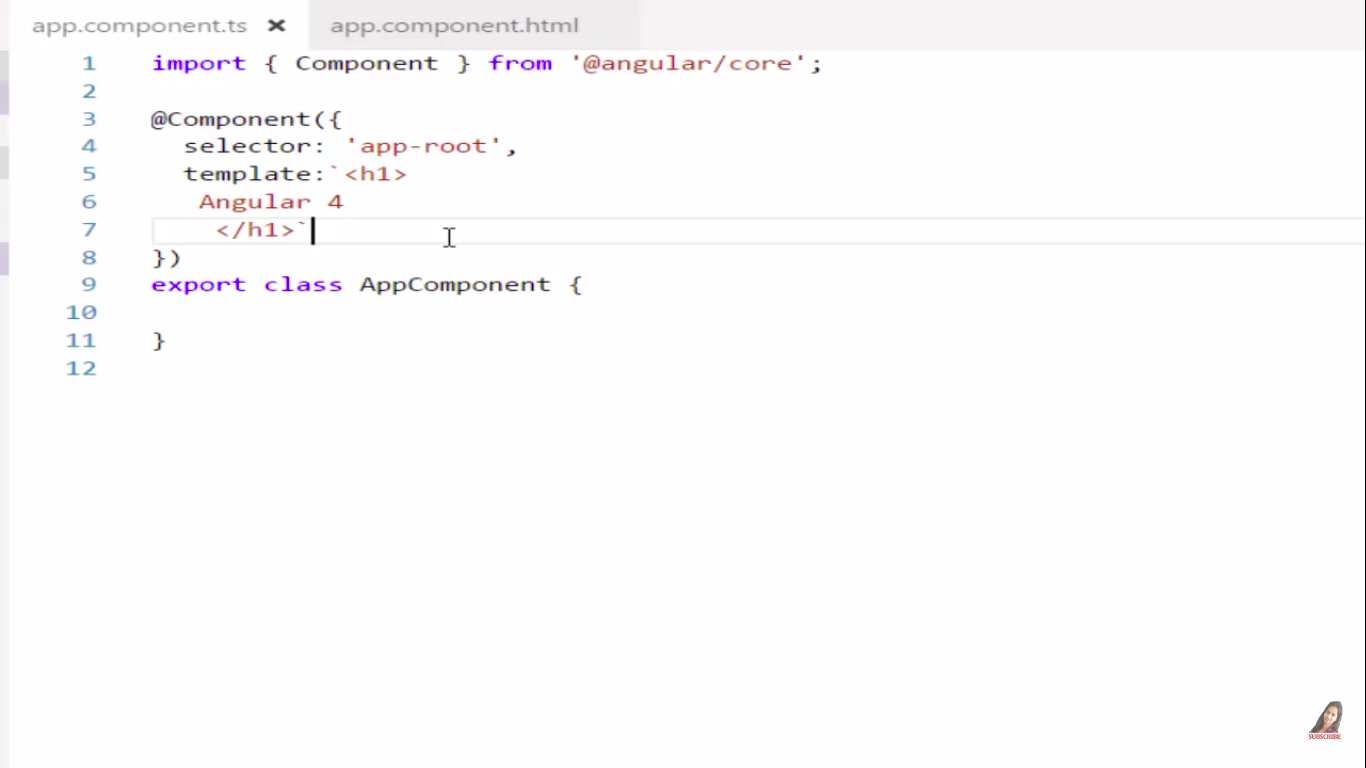 app.component.ts ✖ app.component.html
1 import { Component } from '@angular/core';
2
3 @Component({
4 selector: 'app-root',
5 template:`<h1>
6 Angular 4
7 </h1>`
8 })
9 export class AppComponent {
10
11 }
12
SUBSCRIBE